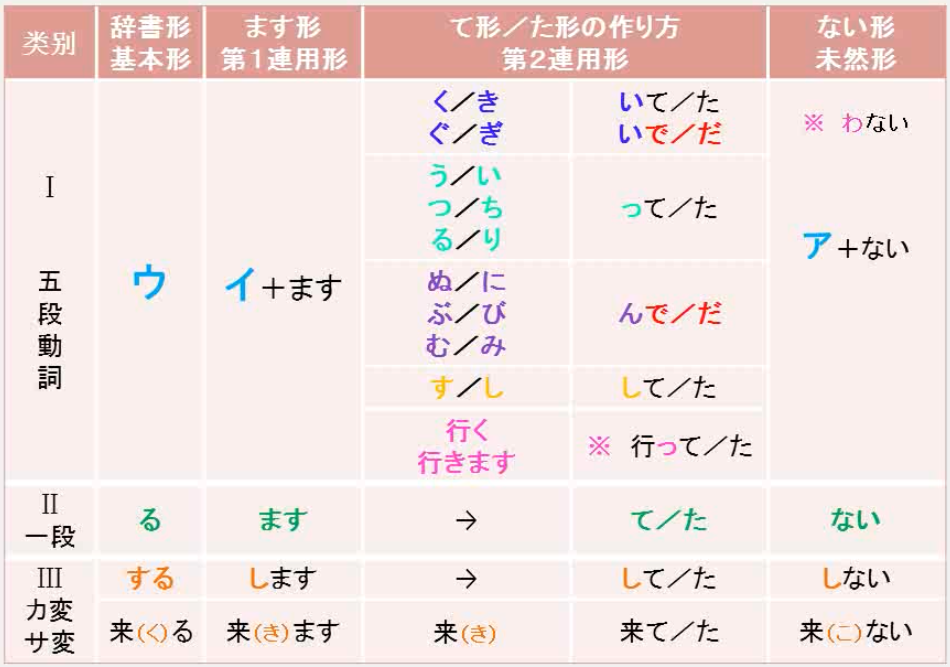 类别
辞書形
基本形
ます形
第1連用形
て形／た形の作り方
第2連用形
ない形
未然形
Ⅰ
五
段
動
詞
ウ
イ＋ます
く／き
ぐ／ぎ
いて／た
いで／だ
う／い
つ／ち
る／り
って／た
ぬ／に
ぶ／び
む／み
んで／だ
す／し
して／た
行く
行きます
※ 行って／た
※ わない
ア＋ない
Ⅱ
一段
る
ます
→
て／た
ない
Ⅲ
カ変
サ変
する
します
→
して／た
しない
来(く)る
来(き)ます
来(き)
来て／た
来(こ)ない